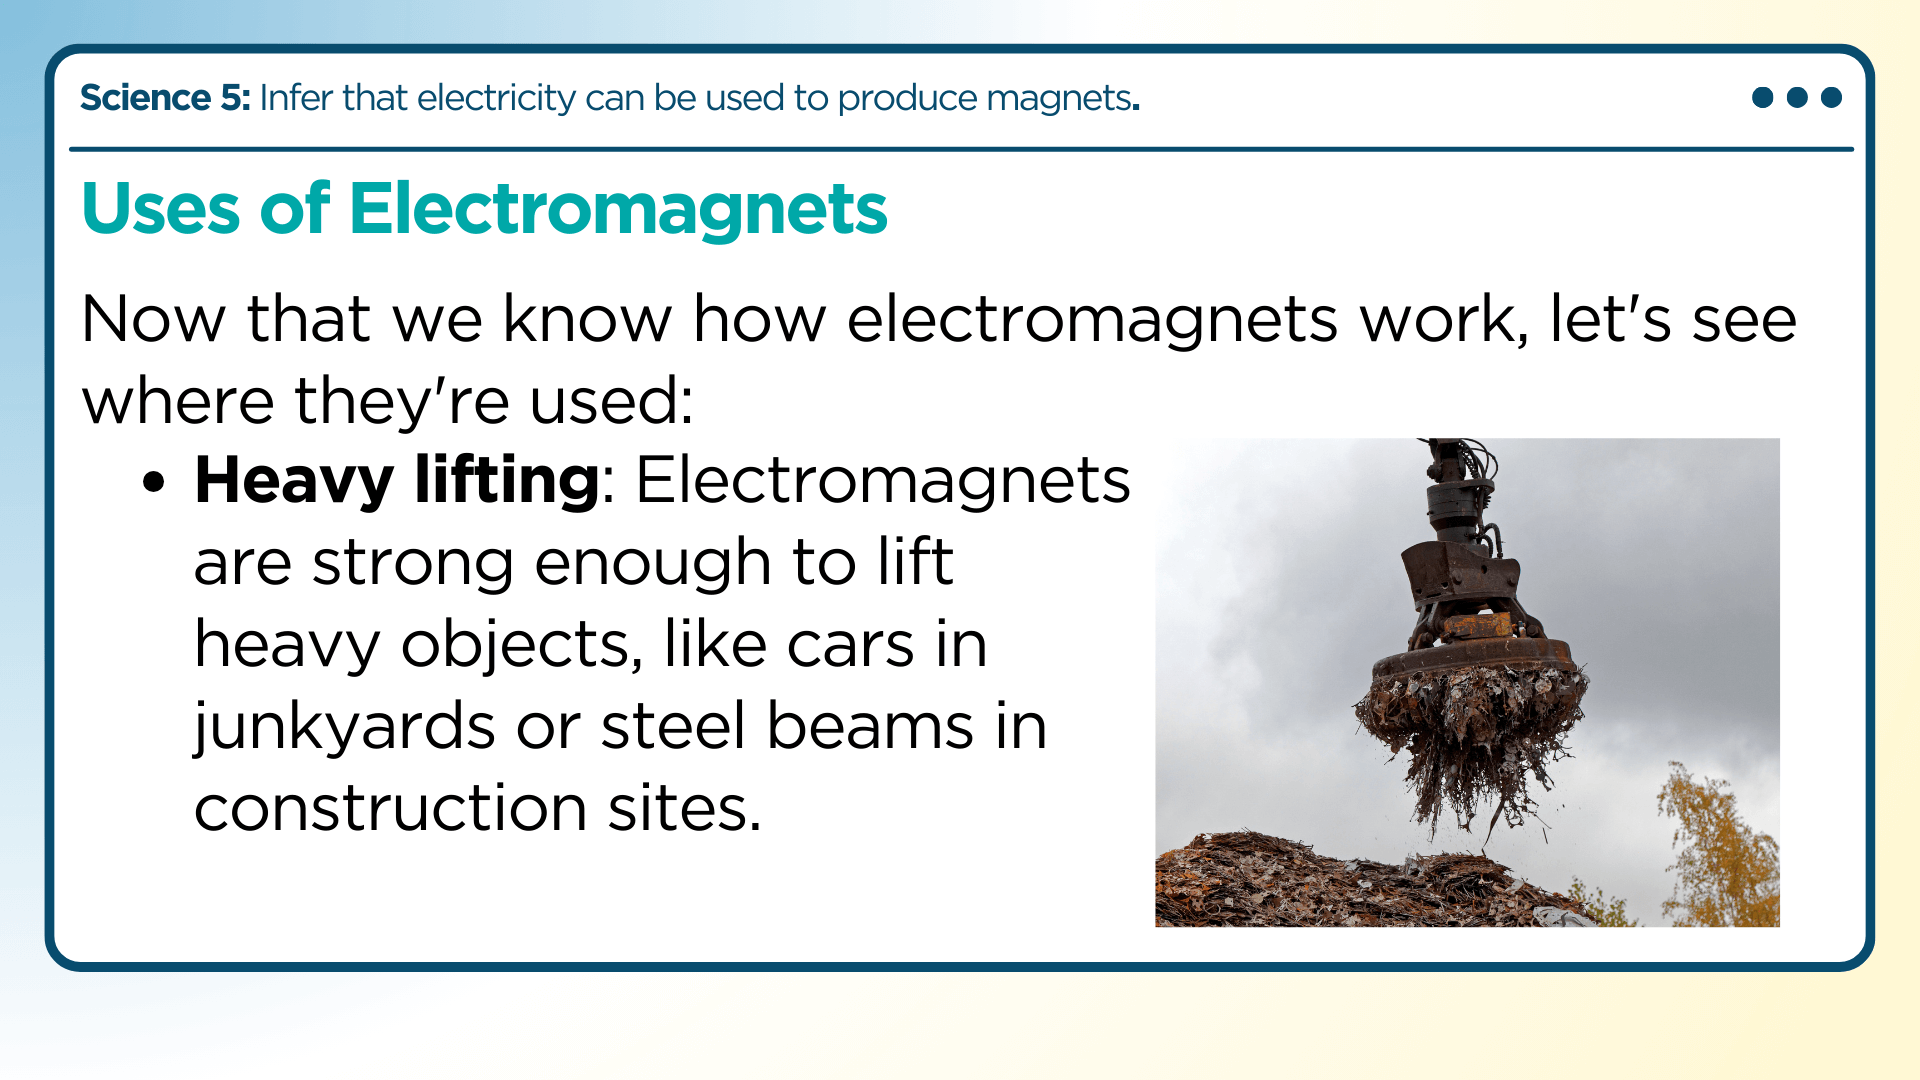 Science 5: Infer that electricity can be used to produce magnets.
Uses of Electromagnets
Now that we know how electromagnets work, let's see
where they're used:
• Heavy lifting: Electromagnets
are strong enough to lift
heavy objects, like cars in
junkyards or steel beams in
construction sites.